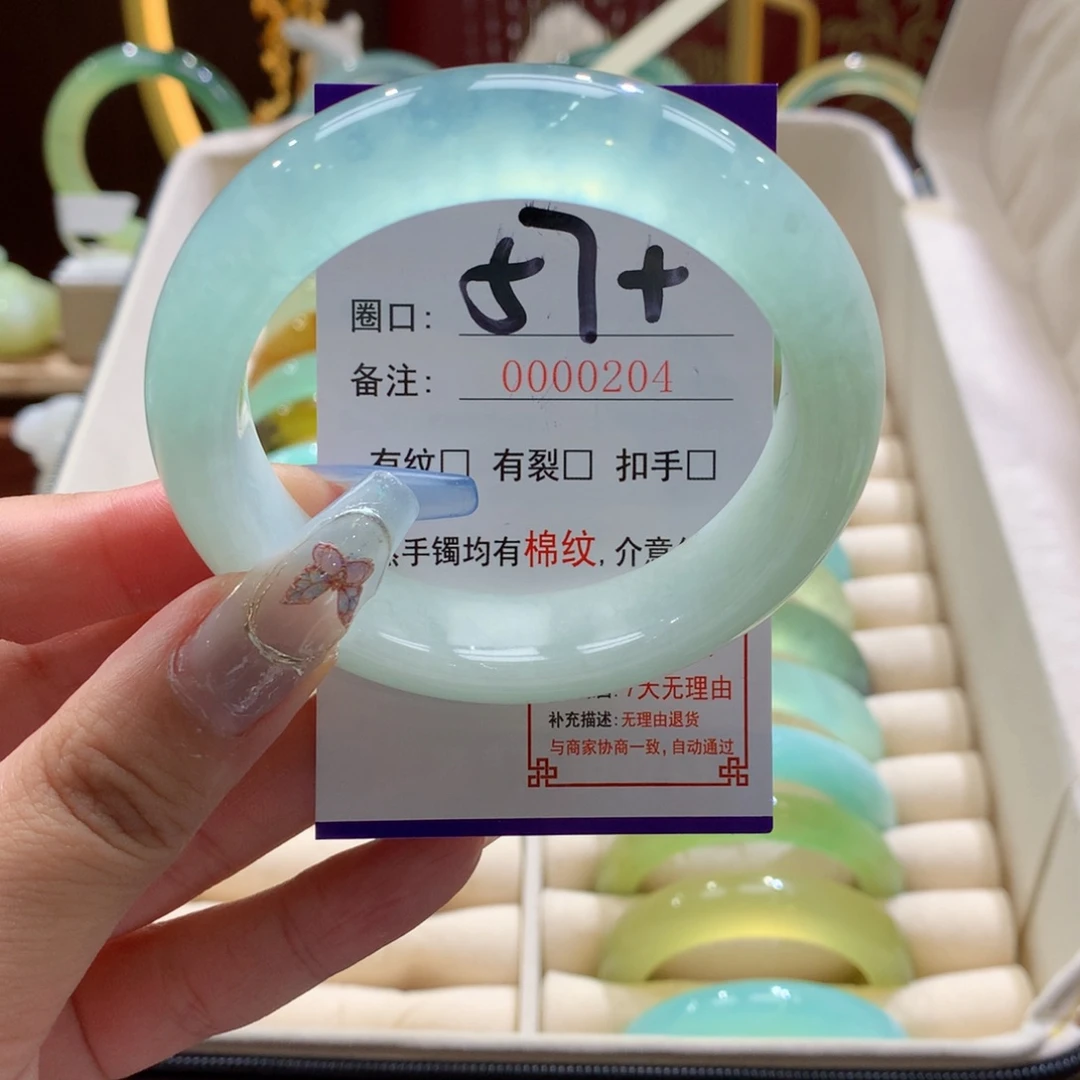 圈口: 57+
备注: 0000204
有纹□ 有裂□ 扣手□
手镯均有棉纹, 介意
7天无理由
补充描述:无理由退货
与商家协商一致, 自动通过